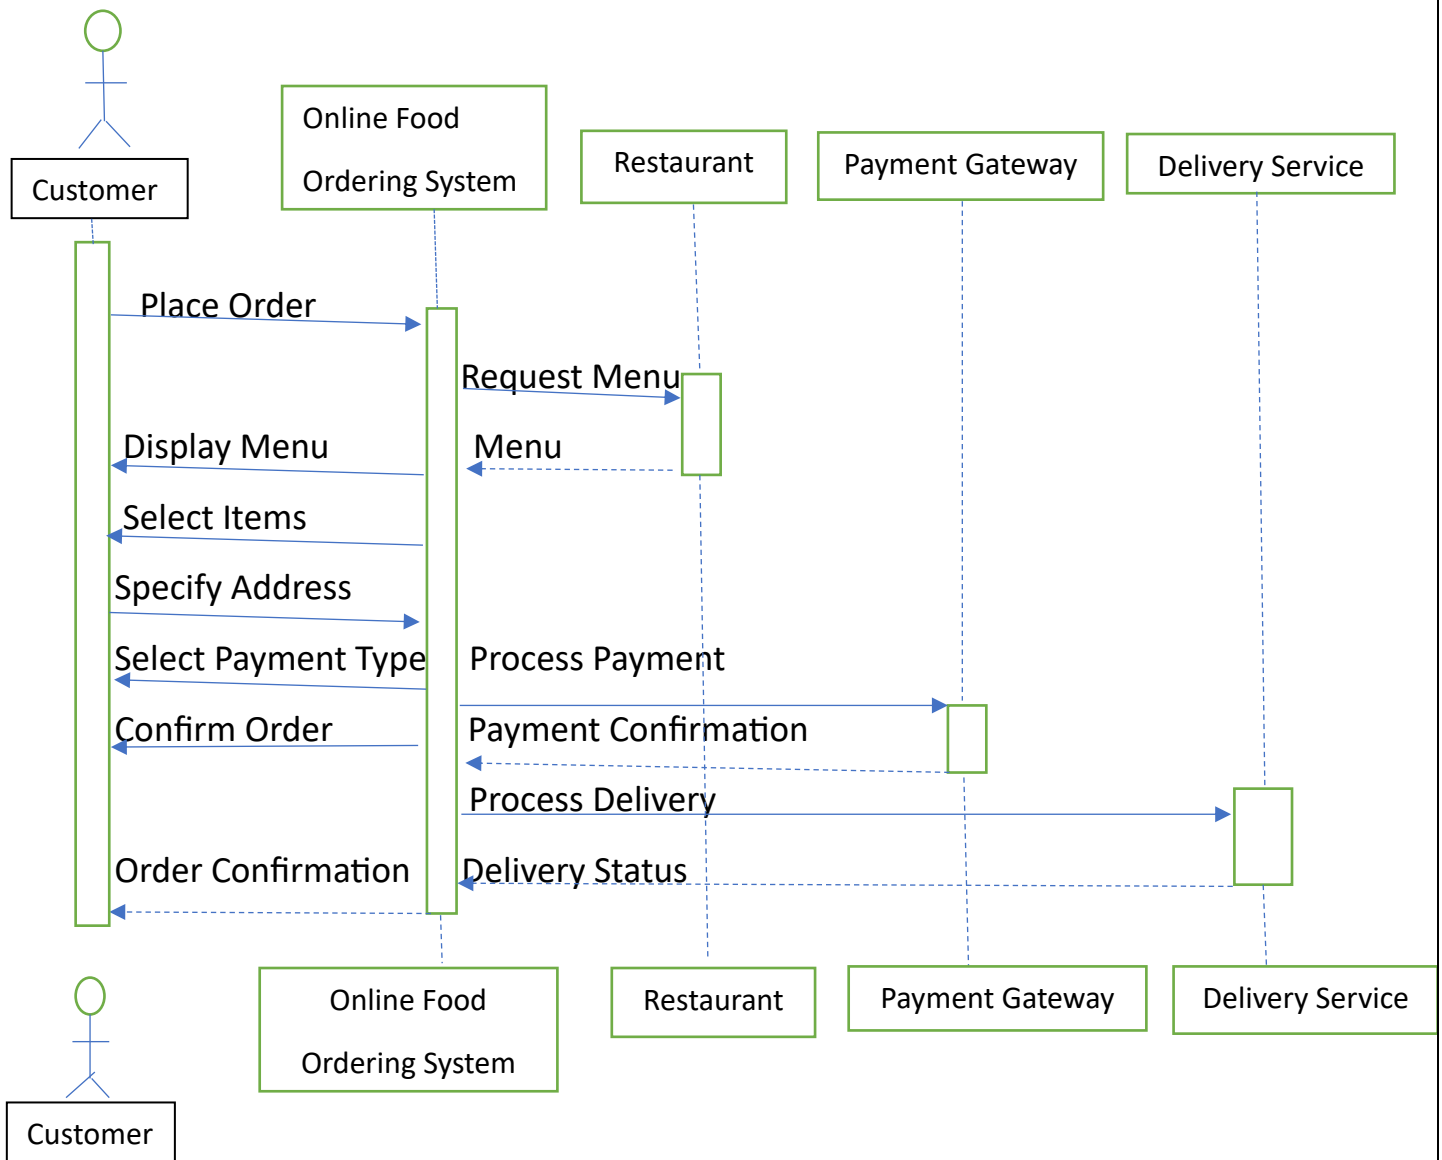 Customer
Online Food
Ordering System
Restaurant
Payment Gateway
Delivery Service
Place Order
Request Menu
Display Menu
Menu
Select Items
Specify Address
Select Payment Type
Process Payment
Confirm Order
Payment Confirmation
Process Delivery
Order Confirmation
Delivery Status
Online Food
Ordering System
Restaurant
Payment Gateway
Delivery Service
Customer